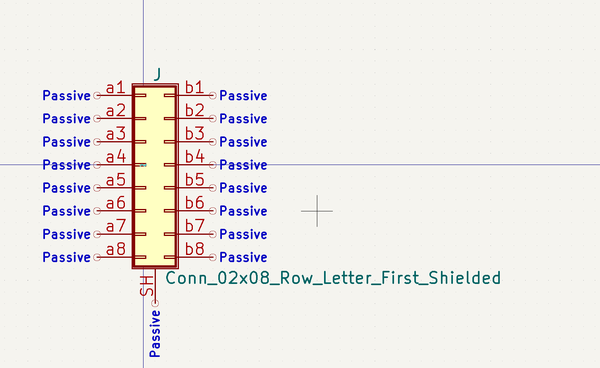 J
Passive a1 b1 Passive
Passive a2 b2 Passive
Passive a3 b3 Passive
Passive a4 b4 Passive
Passive a5 b5 Passive
Passive a6 b6 Passive
Passive a7 b7 Passive
Passive a8 b8 Passive
SH
Conn_02x08_Row_Letter_First_Shielded
Passive